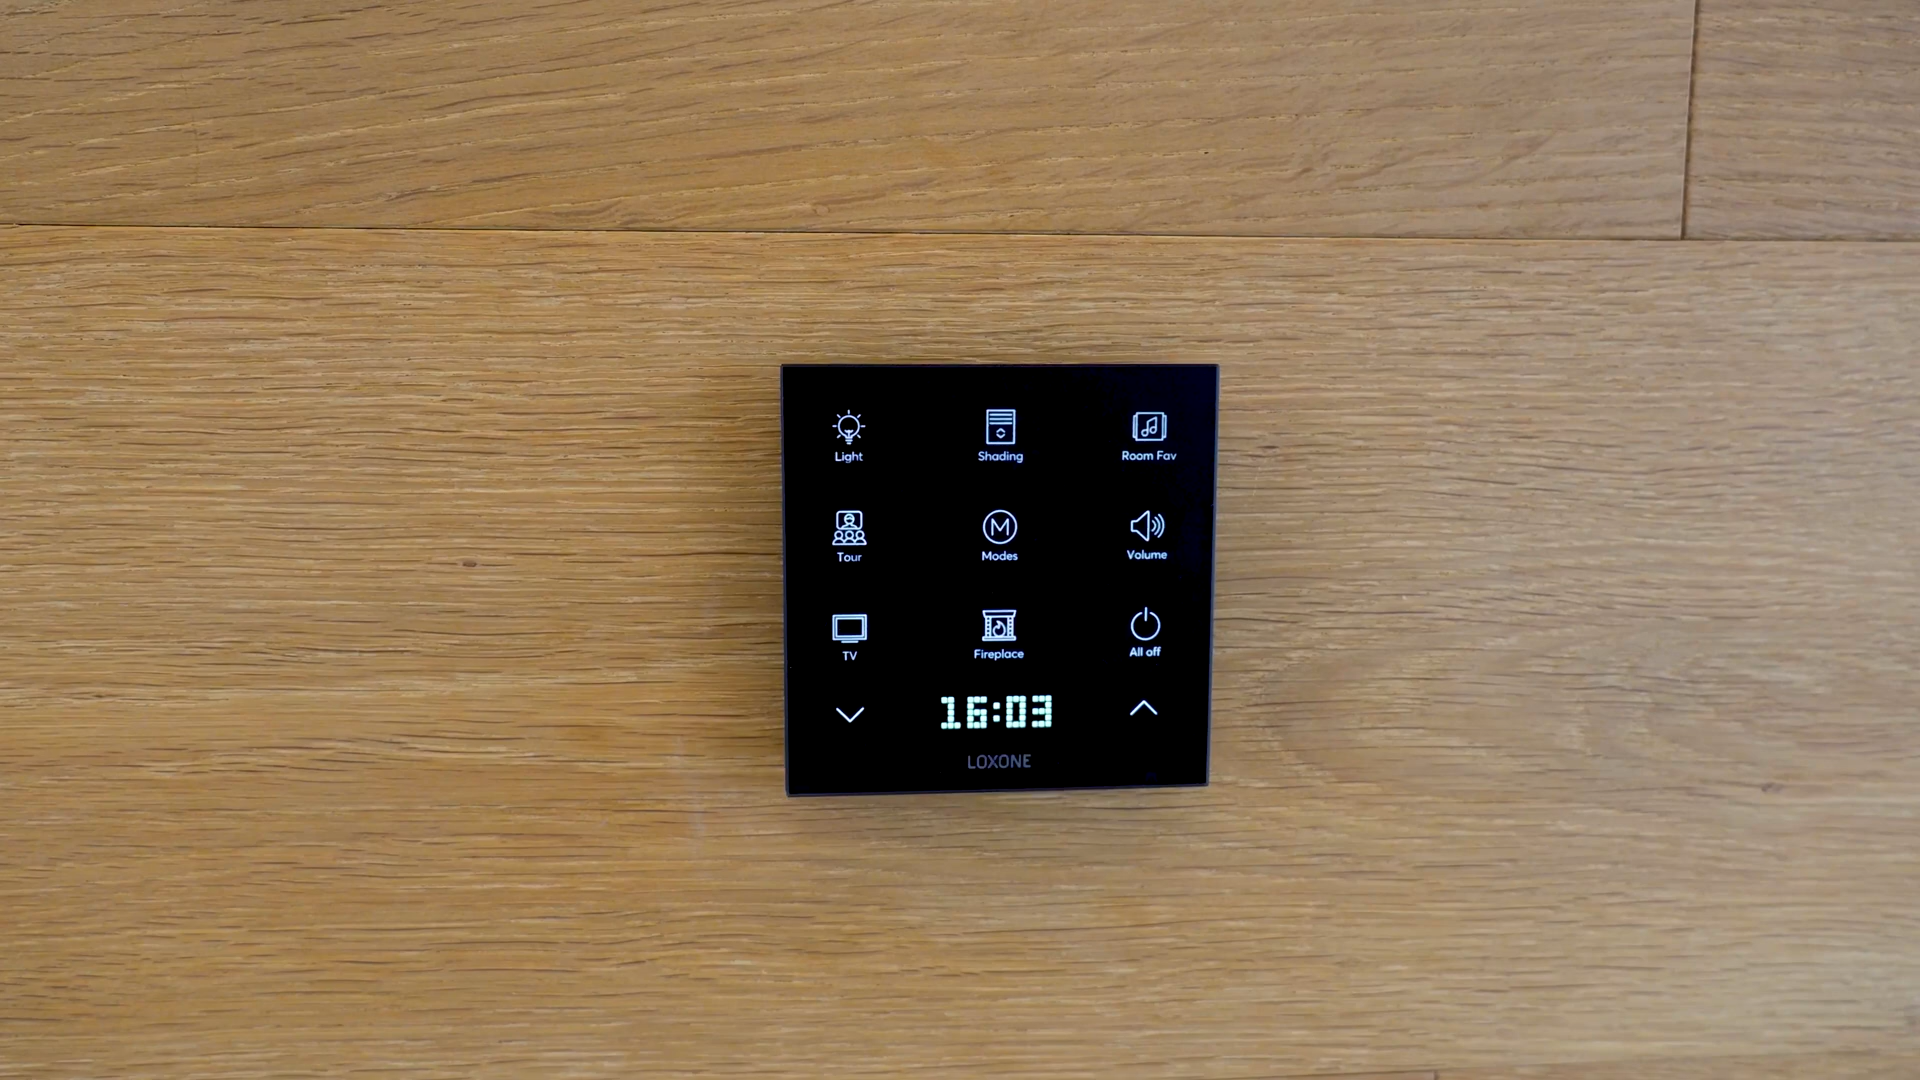 Light Shading Room Fav
Tour Modes Volume
TV Fireplace All off
16:03
LOXONE